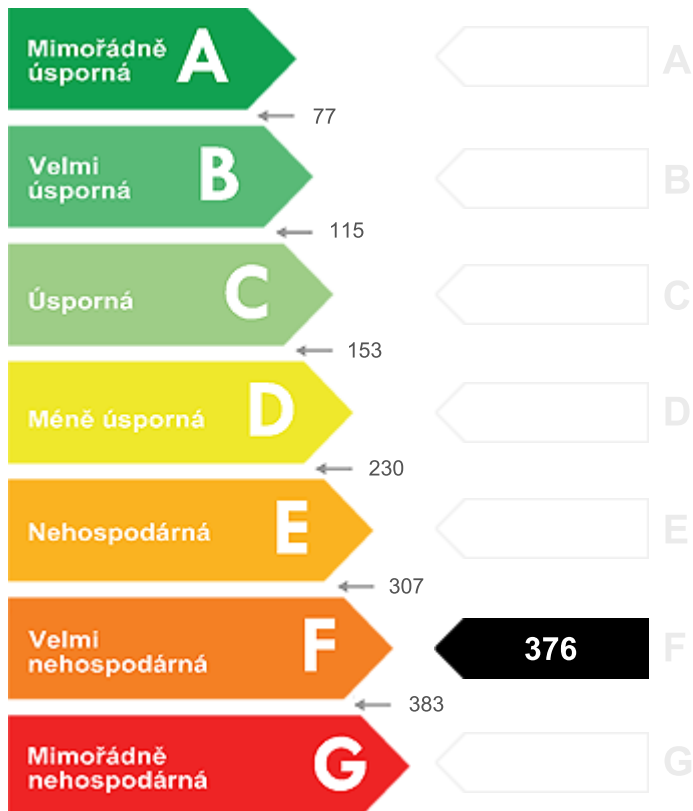 Mimořádně
úsporná
A
A
77
Velmi
úsporná
B
B
115
Úsporná
C
C
153
Méně úsporná
D
D
230
Nehospodárná
E
E
307
Velmi
nehospodárná
F
376
F
383
Mimořádně
nehospodárná
G
G